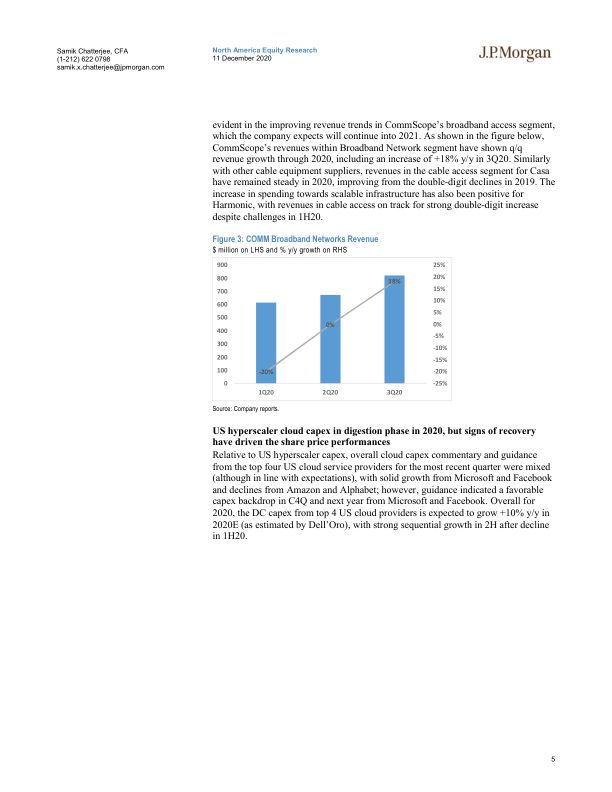 Samik Chatterjee, CFA
(1-212) 622 0798
samik.x.chatterjee@jpmorgan.com
North America Equity Research
11 December 2020
J.P.Morgan
evident in the improving revenue trends in CommScope's broadband access segment,
which the company expects will continue into 2021. As shown in the figure below,
CommScope's revenues within Broadband Network segment have shown q/q
revenue growth through 2020, including an increase of +18% y/y in 3Q20. Similarly
with other cable equipment suppliers, revenues in the cable access segment for Casa
have remained steady in 2020, improving from the double-digit declines in 2019. The
increase in spending towards scalable infrastructure has also been positive for
Harmonic, with revenues in cable access on track for strong double-digit increase
despite challenges in 1H20.
Figure 3: COMM Broadband Networks Revenue
$ million on LHS and % y/y growth on RHS
900 25%
800 20%
700 15%
600 10%
500 5%
400 0%
300 -5%
200 -10%
100 -15%
0 -20%
-25%
18%
0%
-20%
1Q20 2Q20 3Q20
Source: Company reports.
US hyperscaler cloud capex in digestion phase in 2020, but signs of recovery
have driven the share price performances
Relative to US hyperscaler capex, overall cloud capex commentary and guidance
from the top four US cloud service providers for the most recent quarter were mixed
(although in line with expectations), with solid growth from Microsoft and Facebook
and declines from Amazon and Alphabet; however, guidance indicated a favorable
capex backdrop in C4Q and next year from Microsoft and Facebook. Overall for
2020, the DC capex from top 4 US cloud providers is expected to grow +10% y/y in
2020E (as estimated by Dell'Oro), with strong sequential growth in 2H after decline
in 1H20.
5